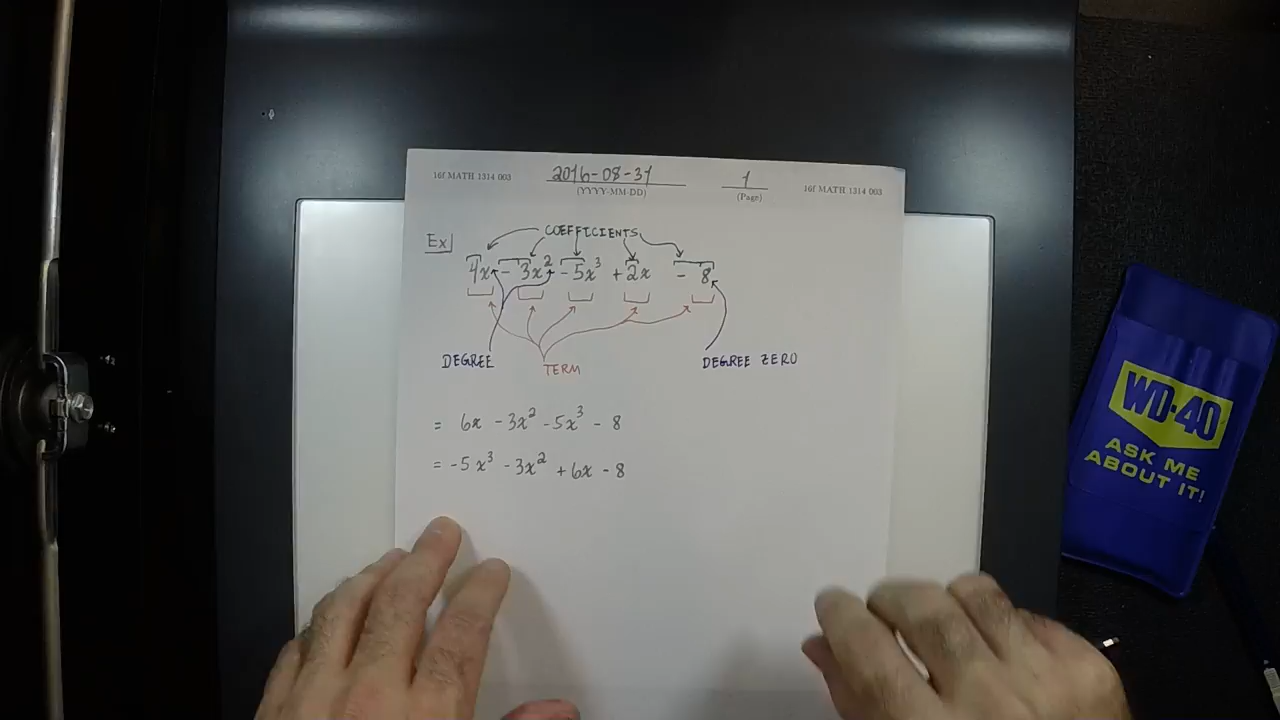 16f MATH 1314 003 2016-08-31 1 16f MATH 1314 003
(YYYY-MM-DD) (Page)
Ex COEFFICIENTS
4x - 3x² - 5x³ + 2x - 8
DEGREE TERM DEGREE ZERO
= 6x - 3x² - 5x³ - 8
= -5x³ - 3x² + 6x - 8
WD-40
ASK ME
ABOUT IT!